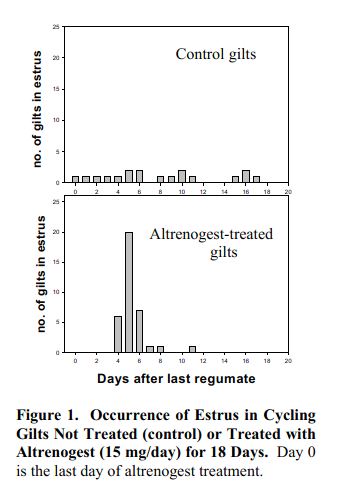 25
Control gilts
20
15
10
5
0
no. of gilts in estrus
0 2 4 6 8 10 12 14 16 18 20
25
Altrenogest-treated
gilts
20
15
10
5
0
no. of gilts in estrus
0 2 4 6 8 10 12 14 16 18 20
Days after last regumate
Figure 1. Occurrence of Estrus in Cycling
Gilts Not Treated (control) or Treated with
Altrenogest (15 mg/day) for 18 Days. Day 0
is the last day of altrenogest treatment.